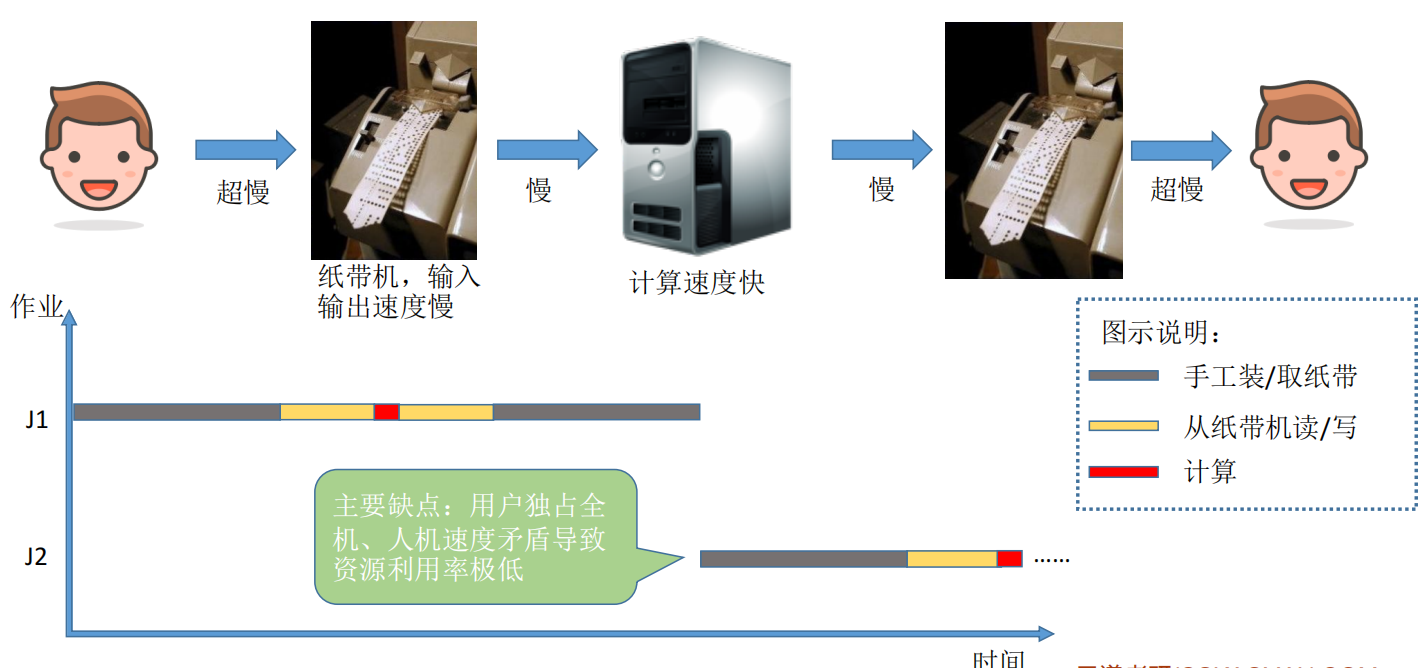 超慢
慢
慢
超慢
纸带机，输入
输出速度慢
计算速度快
作业
图示说明：
手工装/取纸带
从纸带机读/写
计算
J1
主要缺点：用户独占全
机、人机速度矛盾导致
资源利用率极低
J2
......
时间